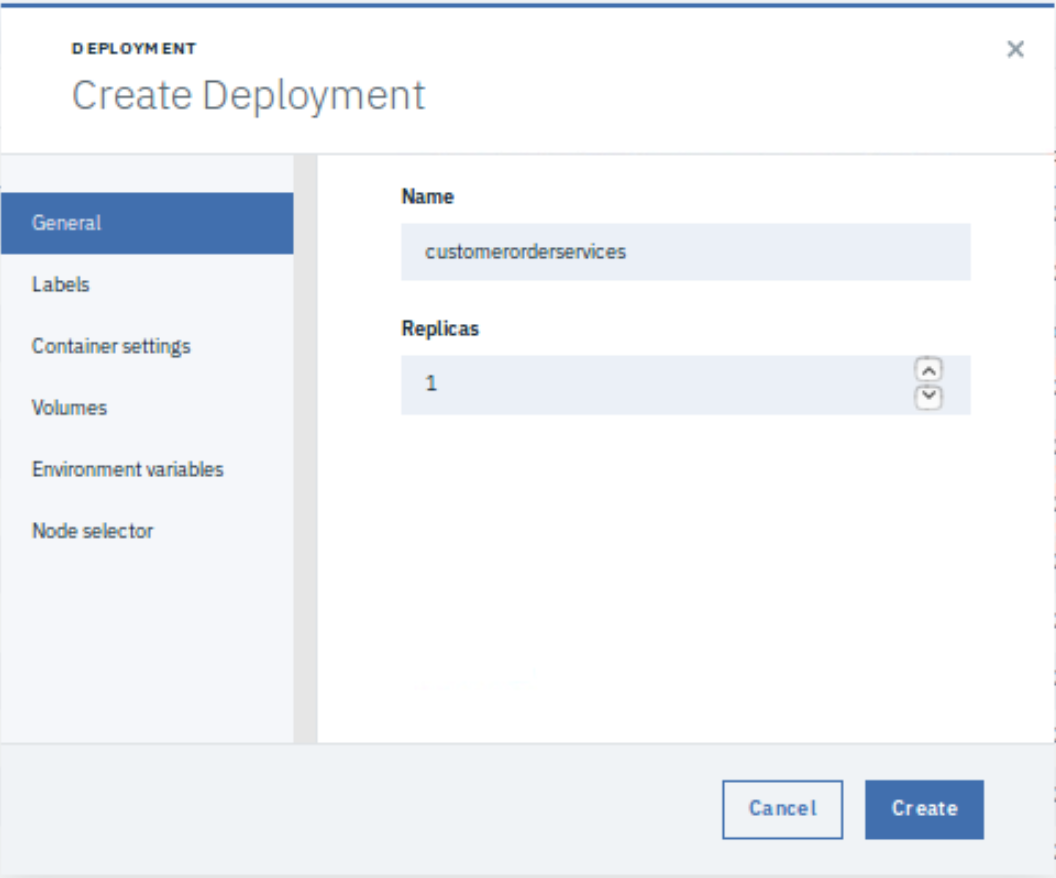 DEPLOYMENT
Create Deployment
General
Labels
Container settings
Volumes
Environment variables
Node selector
Name
customerorderservices
Replicas
1
Cancel
Create